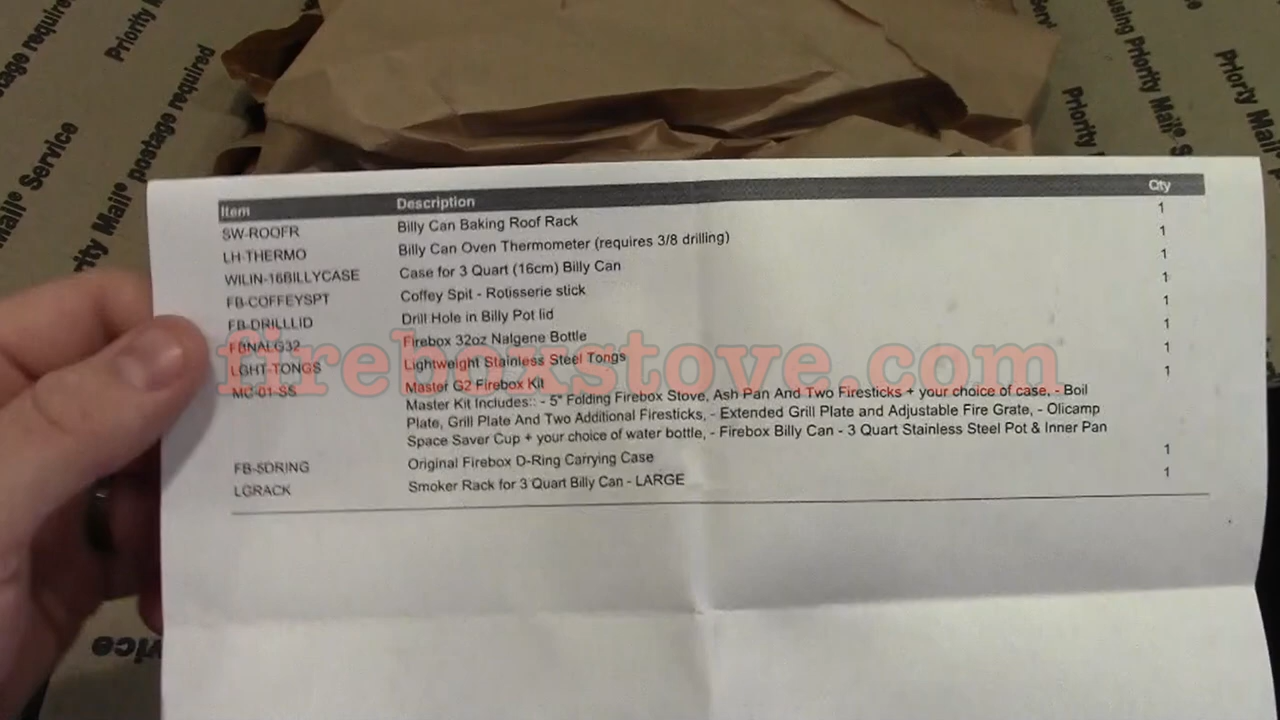 Postage required
Priority
Mail® Service
Priority Mail® postage required
Service
using Priority Mail®
Priority Mail
Priority
Item Description Qty
SW-ROOFR Billy Can Baking Roof Rack 1
LH-THERMO Billy Can Oven Thermometer (requires 3/8 drilling) 1
WILIN-16BILLYCASE Case for 3 Quart (16cm) Billy Can 1
FB-COFFEYSPT Coffey Spit - Rotisserie stick 1
FB-DRILLLID Drill Hole in Billy Pot lid 1
FBNALG32 Firebox 32oz Nalgene Bottle 1
LGHT-TONGS Lightweight Stainless Steel Tongs 1
MC-01-SS Master G2 Firebox Kit 1
Master Kit Includes:: - 5" Folding Firebox Stove, Ash Pan And Two Firesticks + your choice of case, - Boil
Plate, Grill Plate And Two Additional Firesticks, - Extended Grill Plate and Adjustable Fire Grate, - Olicamp
Space Saver Cup + your choice of water bottle, - Firebox Billy Can - 3 Quart Stainless Steel Pot & Inner Pan
FB-5DRING Original Firebox D-Ring Carrying Case 1
LGRACK Smoker Rack for 3 Quart Billy Can - LARGE 1
fireboxstove.com